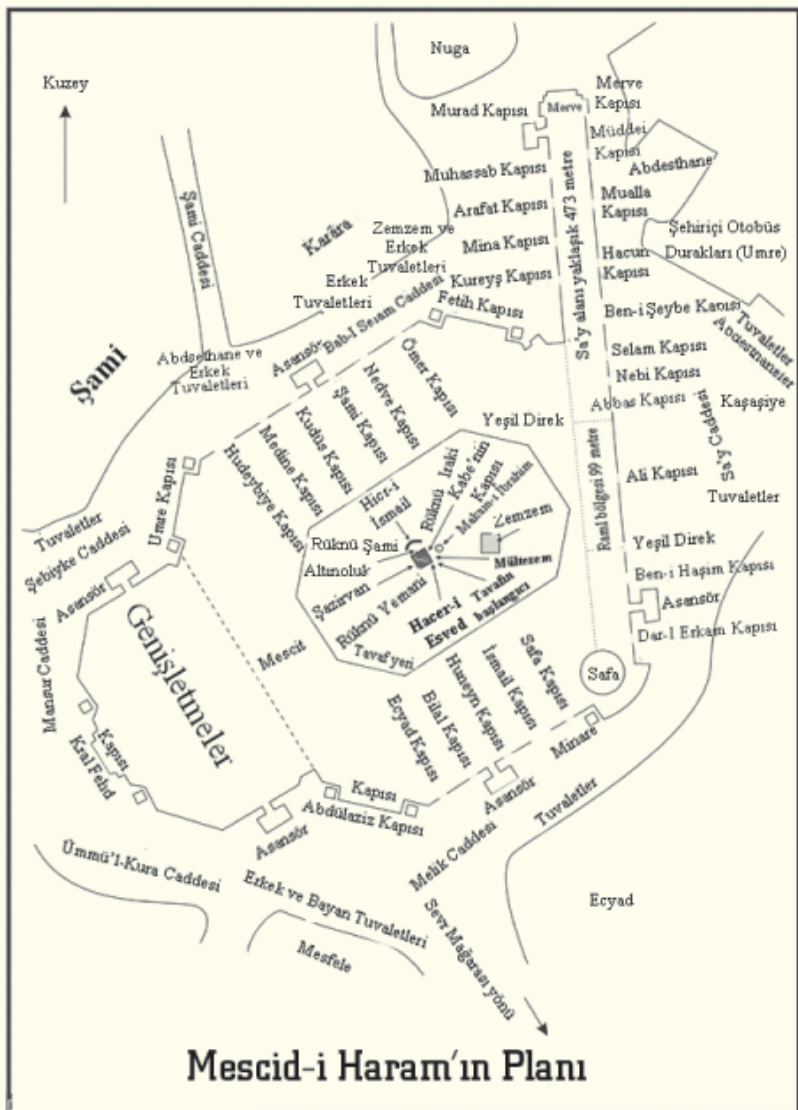 Nuga
Kuzey
Merve
Kapısı
Merve
Murad Kapısı
Müddei
Kapısı
Abdesthane
Muhassab Kapısı
Mualla
Kapısı
Arafat Kapısı
Şehiriçi Otobüs
Durakları (Umre)
Mina Kapısı
Hacun
Kapısı
Kureyş Kapısı
Sa'y alanı yaklaşık 473 metre
Şami Caddesi
Karâra
Zemzem ve
Erkek
Tuvaletleri
Erkek
Tuvaletleri
Fetih Kapısı
Bab-I Selam Caddesi
Asansör
Ben-i Şeybe Kapısı
Tuvaletler
Abdesthaneler
Selam Kapısı
Nebi Kapısı
Abbas Kapısı
Kaşaşiye
Sa'y Caddesi
Şami
Abdsethane ve
Erkek
Tuvaletleri
Ömer Kapısı
Nedve Kapısı
Şami Kapısı
Kudüs Kapısı
Medine Kapısı
Hudeybiye Kapısı
Yeşil Direk
Raml bölgesi 99 metre
Ali Kapısı
Tuvaletler
Umre Kapısı
Hicr-i
İsmail
Rüknü Iraki
Kabe'nin
Kapısı
Makam-ı İbrahim
Zemzem
Rüknü Şami
Altınoluk
Şazirvan
Rüknü Yemani
Hacer-i
Esved
Tavafın
başlangıcı
Mültezem
Tavaf yeri
Yeşil Direk
Ben-i Haşim Kapısı
Asansör
Dar-I Erkam Kapısı
Tuvaletler
Şebiyke Caddesi
Asansör
Mansur Caddesi
Genişletmeler
Mescit
Safa Kapısı
İsmail Kapısı
Huneyn Kapısı
Bilal Kapısı
Ecyad Kapısı
Safa
Minare
Kapısı
Kral Fehd
Kapısı
Abdülaziz Kapısı
Asansör
Asansör
Tuvaletler
Melik Caddesi
Ümmü'l-Kura Caddesi
Erkek ve Bayan Tuvaletleri
Mesfele
Ecyad
Sevr Mağarası yönü
Mescid-i Haram'ın Planı